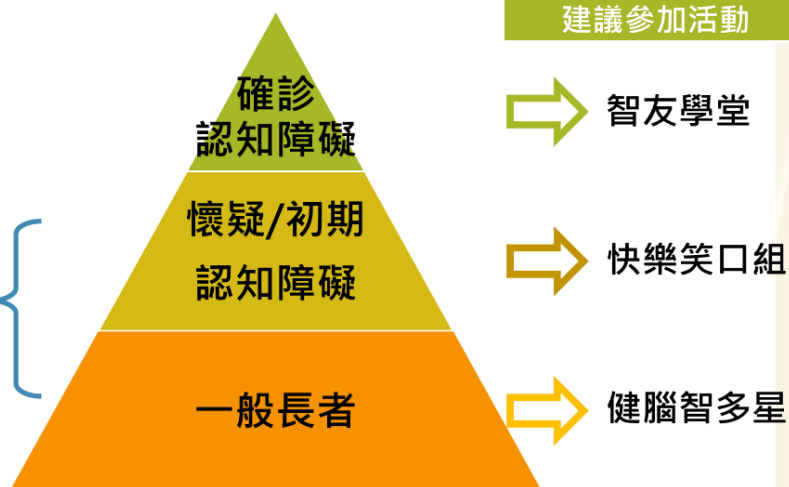 建議參加活動
確診
認知障礙
智友學堂
懷疑/初期
認知障礙
快樂笑口組
一般長者
健腦智多星